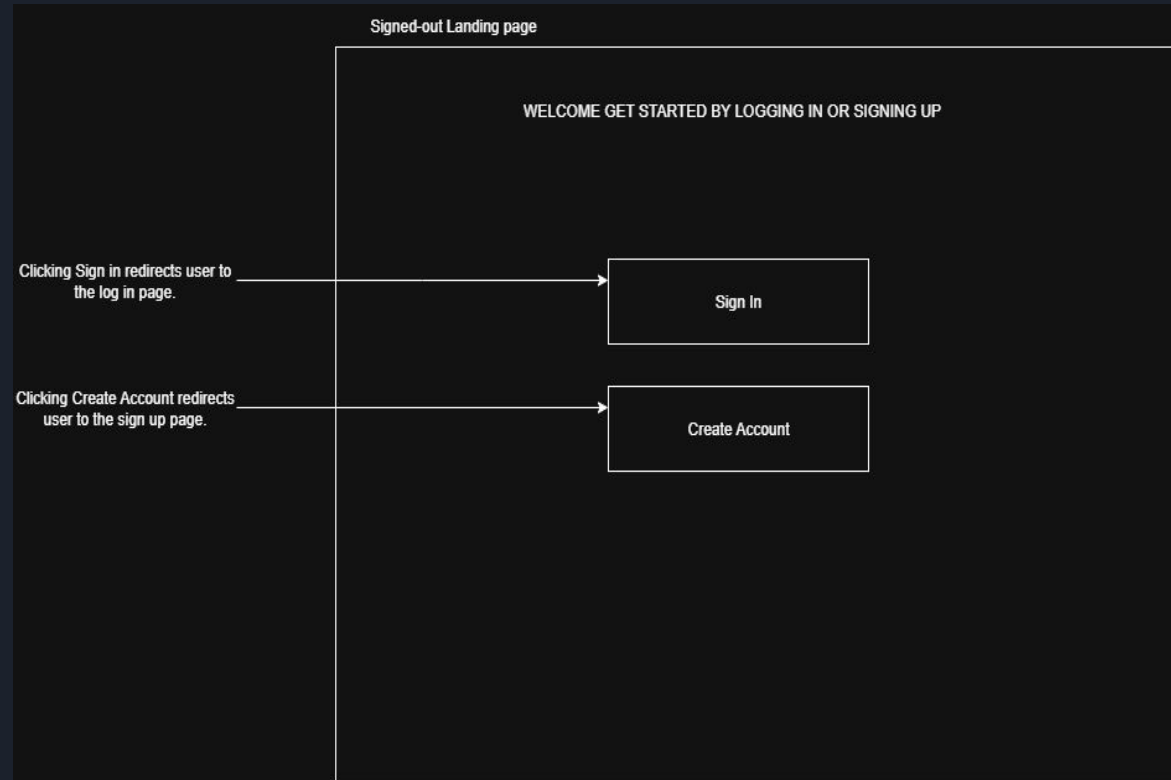 Signed-out Landing page
WELCOME GET STARTED BY LOGGING IN OR SIGNING UP
Clicking Sign in redirects user to
the log in page.
Sign In
Clicking Create Account redirects
user to the sign up page.
Create Account